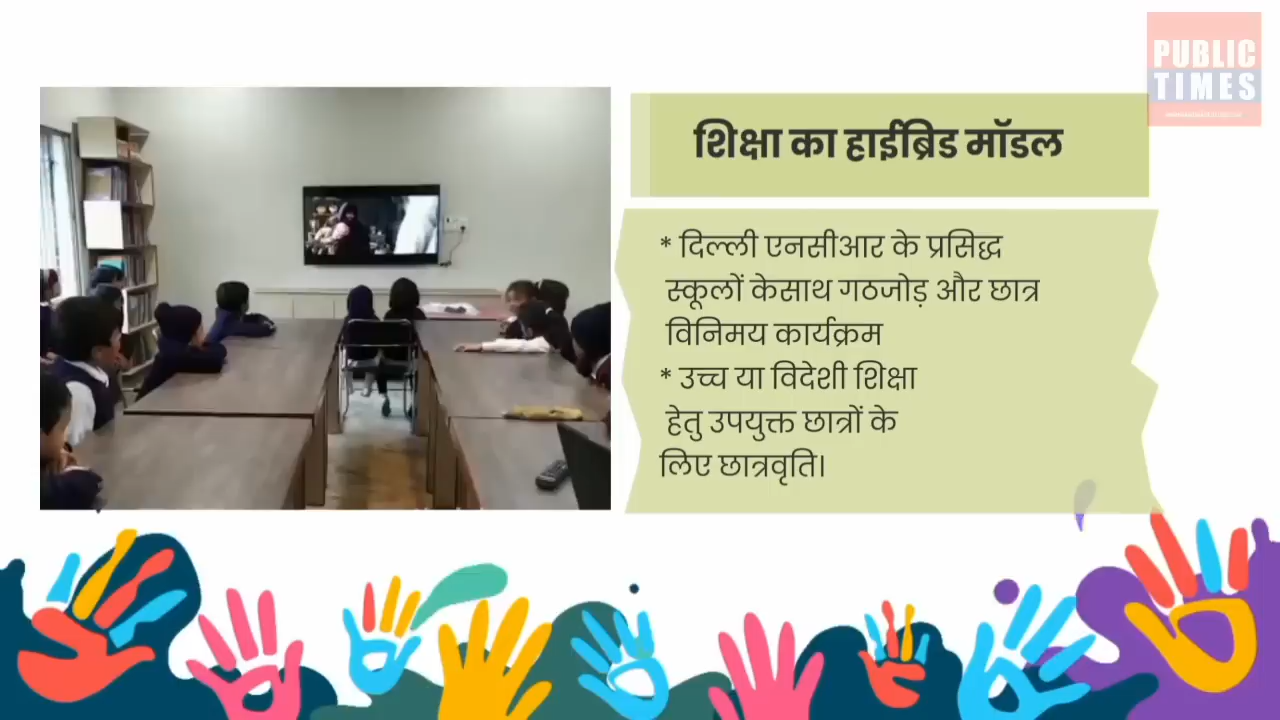 PUBLIC
TIMES
शिक्षा का हाईब्रिड मॉडल
* दिल्ली एनसीआर के प्रसिद्ध
स्कूलों केसाथ गठजोड़ और छात्र
विनिमय कार्यक्रम
* उच्च या विदेशी शिक्षा
हेतु उपयुक्त छात्रों के
लिए छात्रवृति।